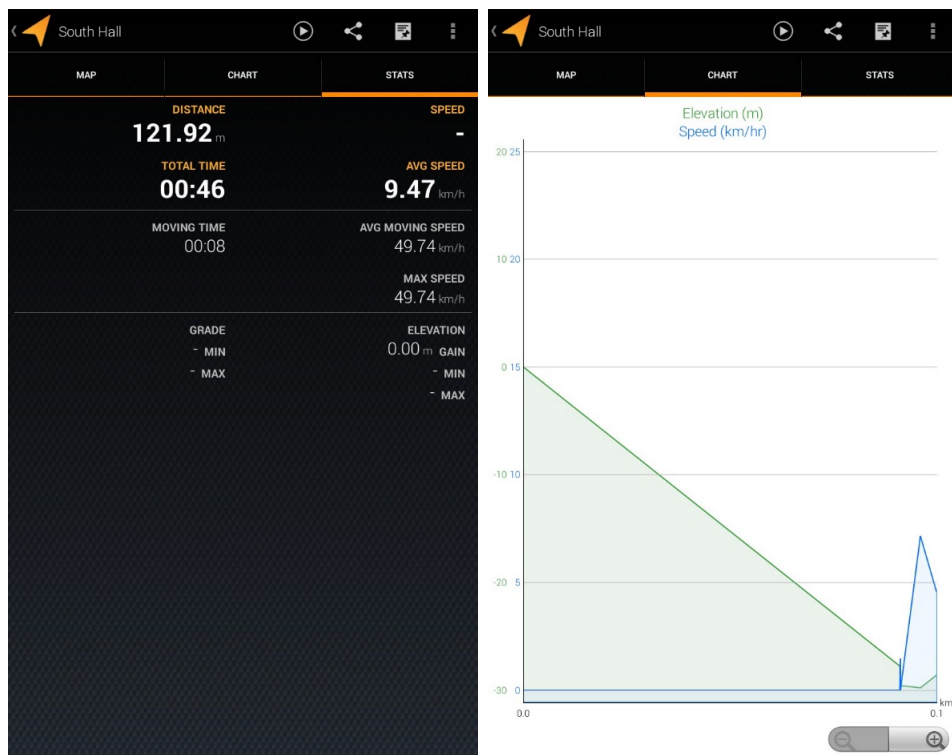 South Hall
MAP CHART STATS
DISTANCE SPEED
121.92 m -
TOTAL TIME AVG SPEED
00:46 9.47 km/h
MOVING TIME AVG MOVING SPEED
00:08 49.74 km/h
MAX SPEED
49.74 km/h
GRADE ELEVATION
- MIN 0.00 m GAIN
- MAX - MIN
- MAX
South Hall
MAP CHART STATS
Elevation (m)
Speed (km/hr)
20 25
10 20
0 15
-10 10
-20 5
-30 0
km
0.0 0.1